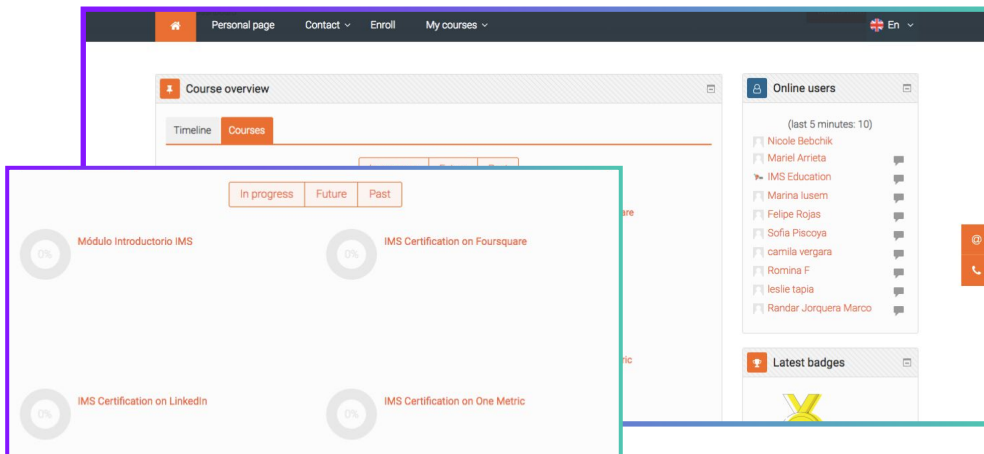 Personal page Contact Enroll My courses En
Course overview
Timeline Courses
Online users
(last 5 minutes: 10)
Nicole Bebchik
Mariel Arrieta
IMS Education
Marina lusem
Felipe Rojas
Sofia Piscoya
camila vergara
Romina F
leslie tapia
Randar Jorquera Marco
Latest badges
In progress Future Past
0% Módulo Introductorio IMS
0% IMS Certification on Foursquare
0% IMS Certification on LinkedIn
0% IMS Certification on One Metric
are
ric
@